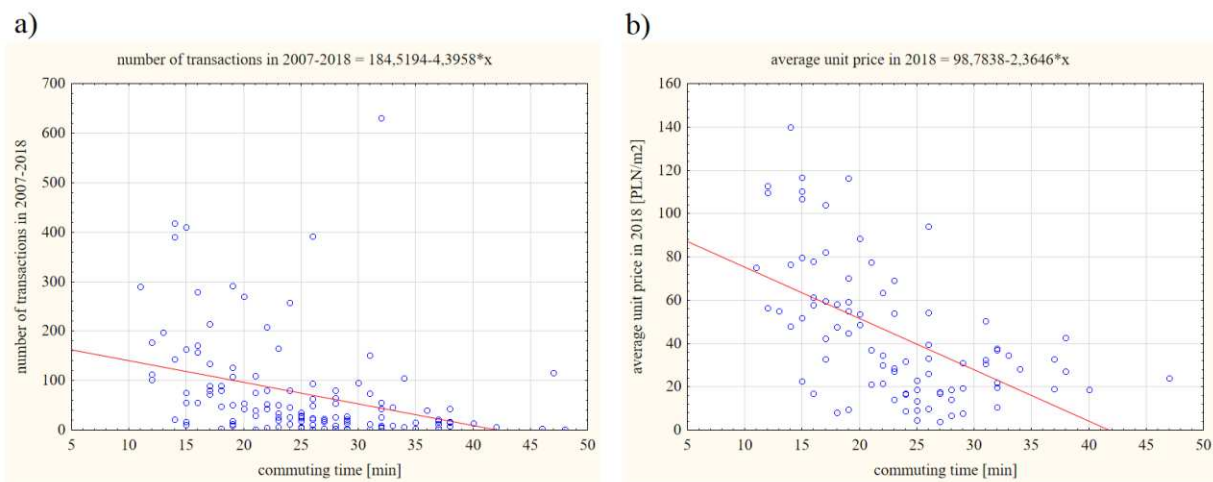 a)
number of transactions in 2007-2018 = 184,5194-4,3958*x
number of transactions in 2007-2018
700
600
500
400
300
200
100
0
5 10 15 20 25 30 35 40 45 50
commuting time [min]
b)
average unit price in 2018 = 98,7838-2,3646*x
average unit price in 2018 [PLN/m2]
160
140
120
100
80
60
40
20
0
5 10 15 20 25 30 35 40 45 50
commuting time [min]